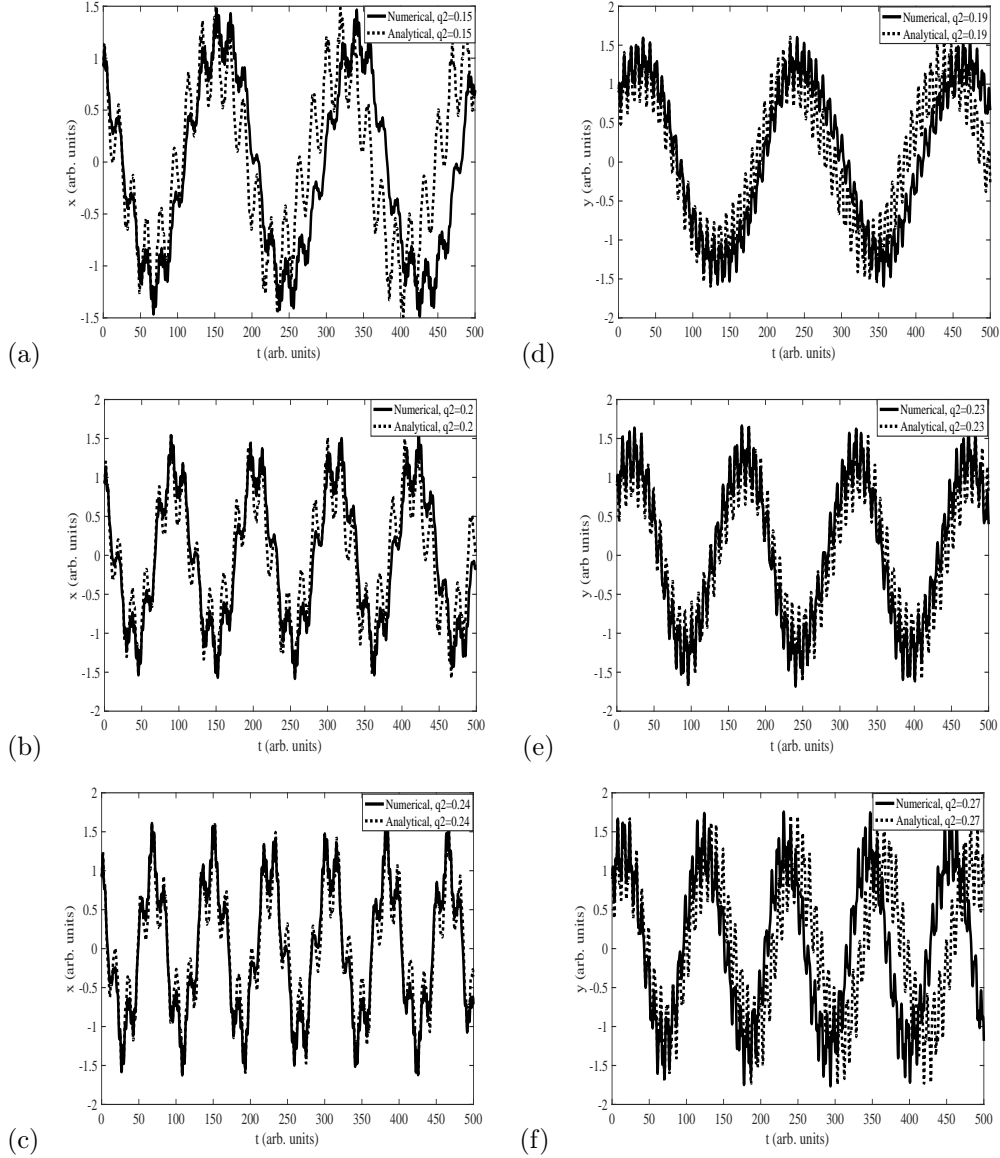 Numerical, q2=0.15
Analytical, q2=0.15
1.5
1
0.5
0
-0.5
-1
-1.5
x (arb. units)
0 50 100 150 200 250 300 350 400 450 500
t (arb. units)
(a)
Numerical, q2=0.19
Analytical, q2=0.19
2
1.5
1
0.5
0
-0.5
-1
-1.5
-2
y (arb. units)
0 50 100 150 200 250 300 350 400 450 500
t (arb. units)
(d)
Numerical, q2=0.2
Analytical, q2=0.2
2
1.5
1
0.5
0
-0.5
-1
-1.5
-2
x (arb. units)
0 50 100 150 200 250 300 350 400 450 500
t (arb. units)
(b)
Numerical, q2=0.23
Analytical, q2=0.23
2
1.5
1
0.5
0
-0.5
-1
-1.5
-2
y (arb. units)
0 50 100 150 200 250 300 350 400 450 500
t (arb. units)
(e)
Numerical, q2=0.24
Analytical, q2=0.24
2
1.5
1
0.5
0
-0.5
-1
-1.5
-2
x (arb. units)
0 50 100 150 200 250 300 350 400 450 500
t (arb. units)
(c)
Numerical, q2=0.27
Analytical, q2=0.27
2
1.5
1
0.5
0
-0.5
-1
-1.5
-2
y (arb. units)
0 50 100 150 200 250 300 350 400 450 500
t (arb. units)
(f)